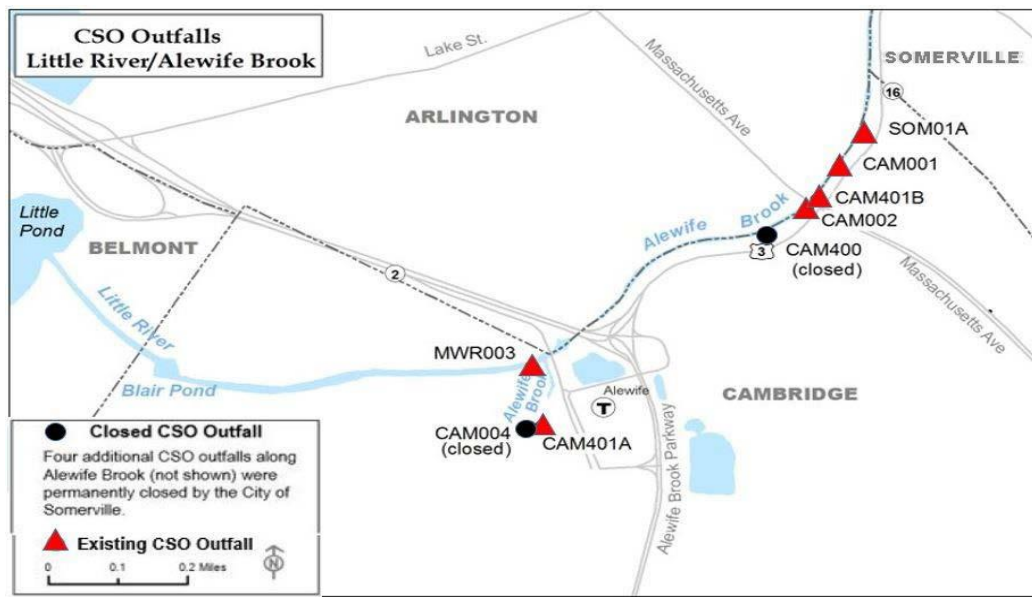 CSO Outfalls
Little River/Alewife Brook
Lake St.
Massachusetts Ave
SOMERVILLE
16
ARLINGTON
SOM01A
CAM001
CAM401B
CAM002
Alewife Brook
CAM400
(closed)
3
Little
Pond
BELMONT
2
Massachusetts Ave
Little River
MWR003
Blair Pond
Alewife
Brook
Alewife
T
CAMBRIDGE
CAM004
(closed)
CAM401A
Alewife Brook Parkway
Closed CSO Outfall
Four additional CSO outfalls along
Alewife Brook (not shown) were
permanently closed by the City of
Somerville.
Existing CSO Outfall
N
0 0.1 0.2 Miles